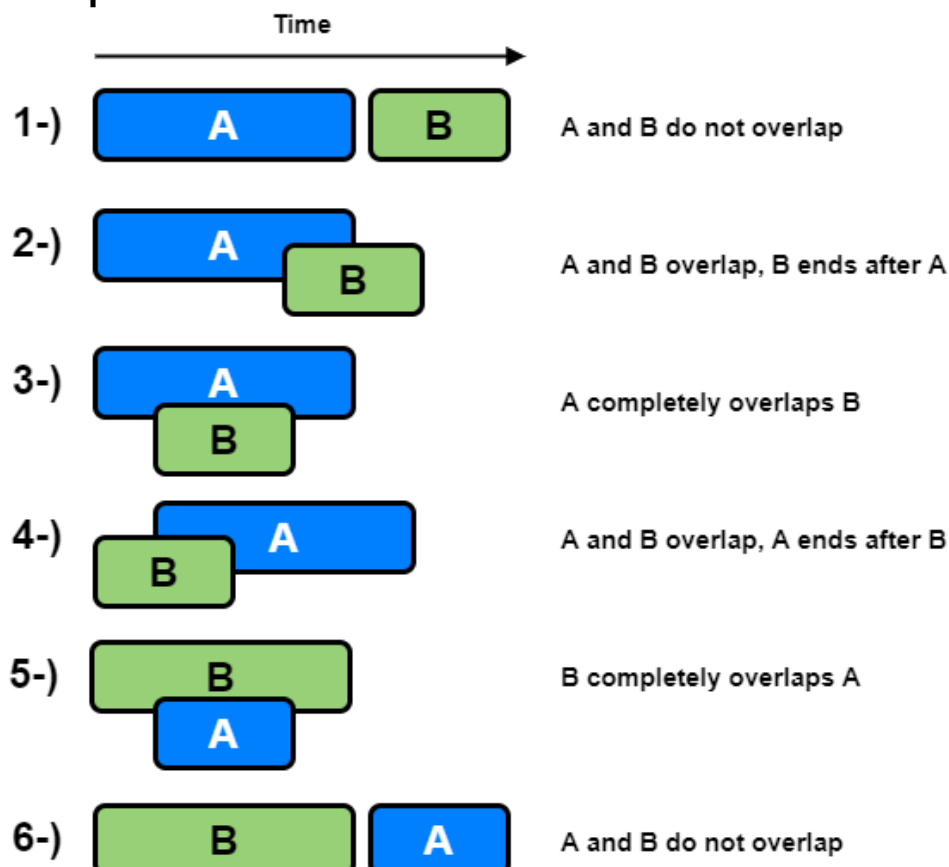 Time
1-)
A
B
A and B do not overlap
2-)
A
B
A and B overlap, B ends after A
3-)
A
B
A completely overlaps B
4-)
A
B
A and B overlap, A ends after B
5-)
B
A
B completely overlaps A
6-)
B
A
A and B do not overlap